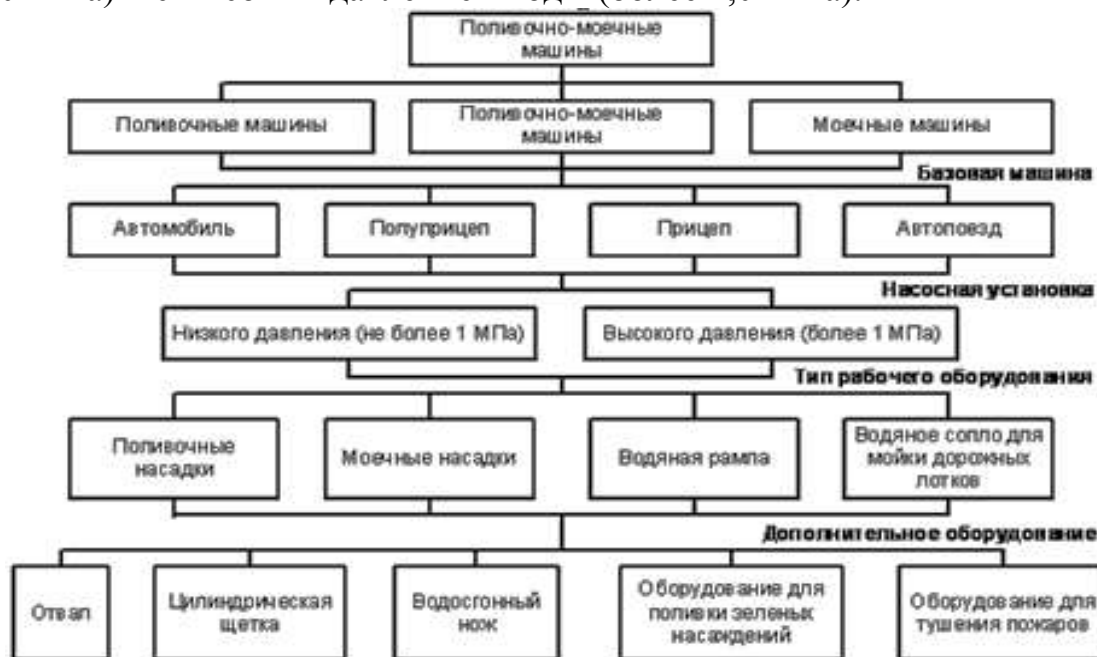 Поливочно-моечные
машины
Поливочные машины
Поливочно-моечные
машины
Моечные машины
Базовая машина
Автомобиль
Полуприцеп
Прицеп
Автопоезд
Насосная установка
Низкого давления (не более 1 МПа)
Высокого давления (более 1 МПа)
Тип рабочего оборудования
Поливочные
насадки
Моечные насадки
Водяная рампа
Водяное сопло для
мойки дорожных
лотков
Дополнительное оборудование
Отвал
Цилиндрическая
щетка
Водосгонный
нож
Оборудование для
поливки зеленых
насаждений
Оборудование для
тушения пожаров